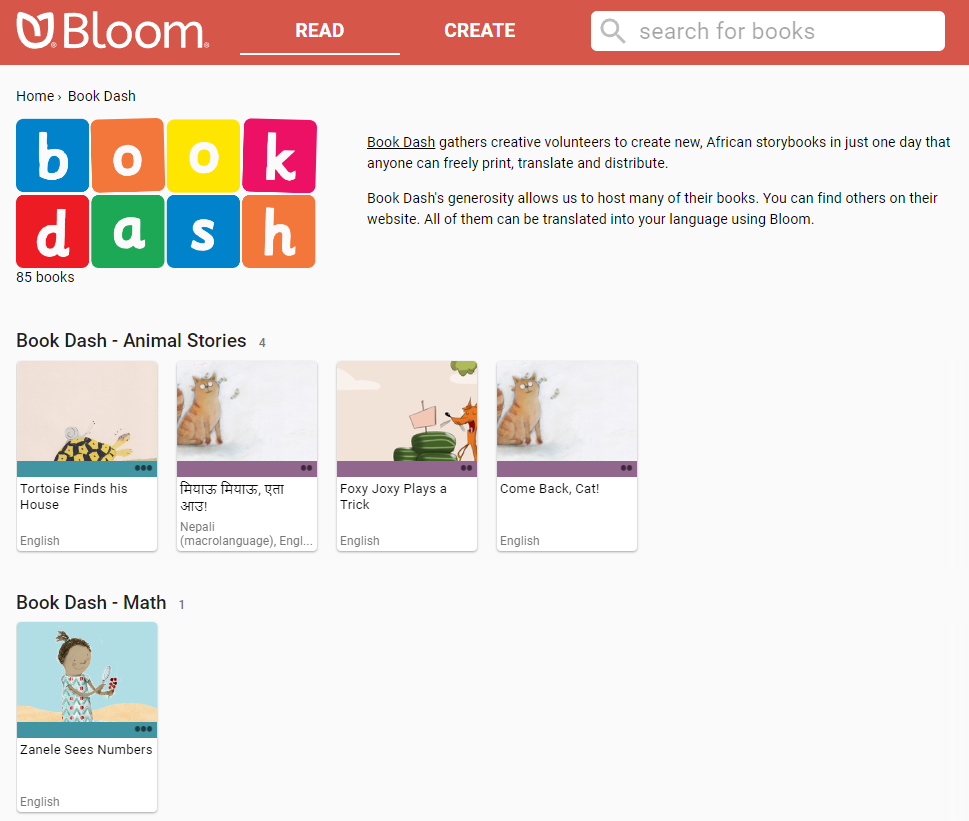 Bloom.
READ
CREATE
search for books
Home › Book Dash
book
dash
85 books
Book Dash gathers creative volunteers to create new, African storybooks in just one day that
anyone can freely print, translate and distribute.
Book Dash's generosity allows us to host many of their books. You can find others on their
website. All of them can be translated into your language using Bloom.
Book Dash - Animal Stories 4
Tortoise Finds his
House
English
मियाऊ मियाऊ, एता
आउ!
Nepali
(macrolanguage), Engl...
Foxy Joxy Plays a
Trick
English
Come Back, Cat!
English
Book Dash - Math 1
Zanele Sees Numbers
English